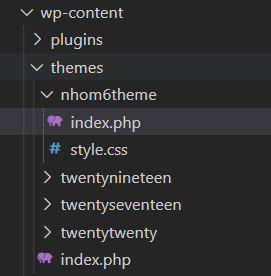 wp-content
plugins
themes
nhom6theme
index.php
# style.css
twentynineteen
twentyseventeen
twentytwenty
index.php